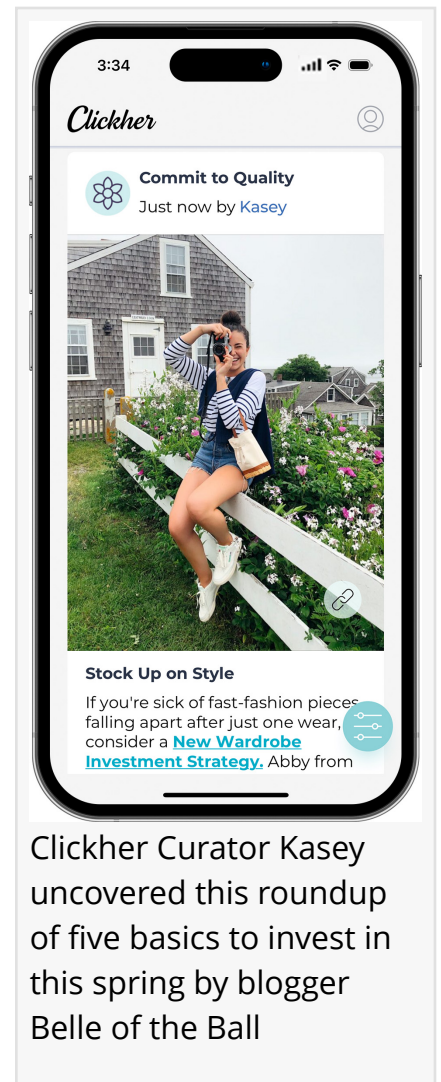 3:34
Clickher
Commit to Quality
Just now by Kasey
Stock Up on Style
If you're sick of fast-fashion pieces
falling apart after just one wear,
consider a New Wardrobe
Investment Strategy. Abby from
Clickher Curator Kasey
uncovered this roundup
of five basics to invest in
this spring by blogger
Belle of the Ball